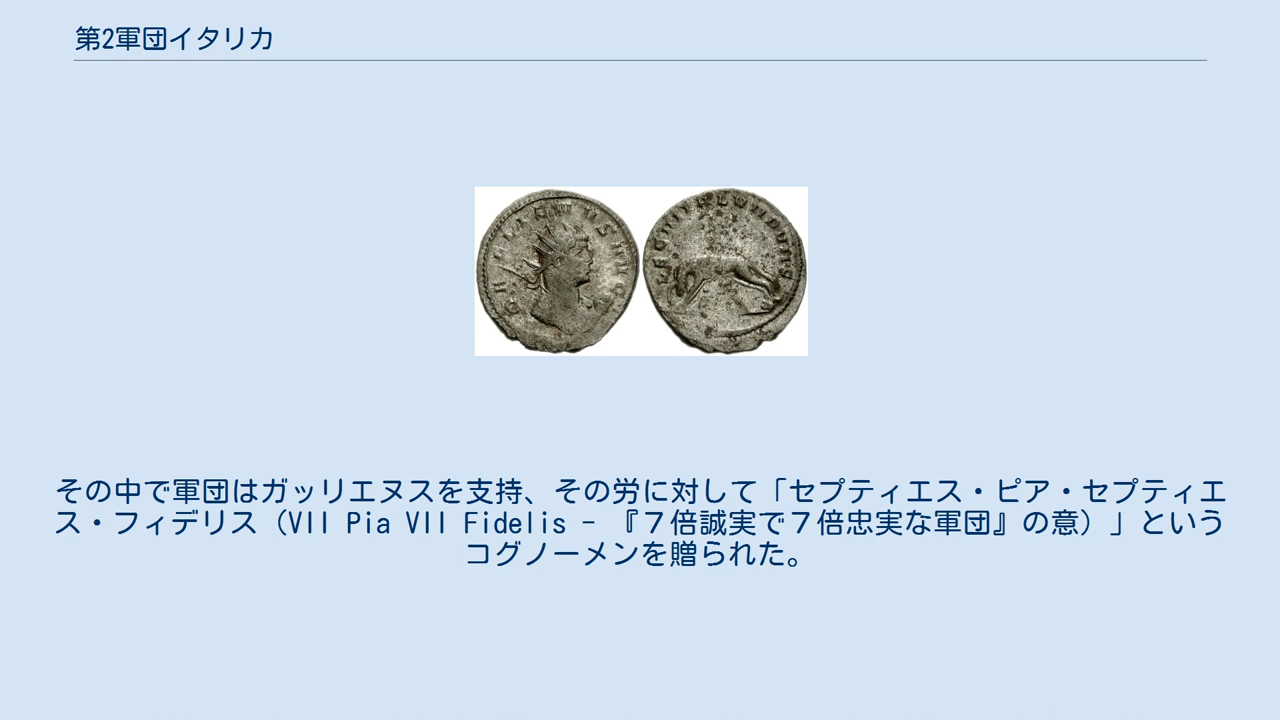 第2軍団イタリカ
その中で軍団はガッリエヌスを支持、その労に対して「セプティエス・ピア・セプティエ
ス・フィデリス（VII Pia VII Fidelis － 『７倍誠実で７倍忠実な軍団』の意）」という
コグノーメンを贈られた。